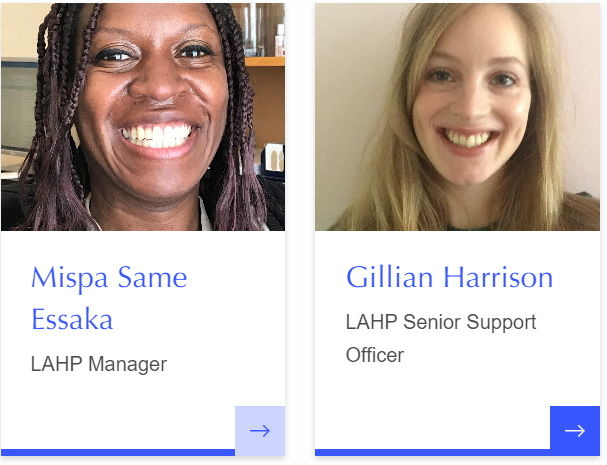 Mispa Same
Essaka
LAHP Manager
Gillian Harrison
LAHP Senior Support
Officer